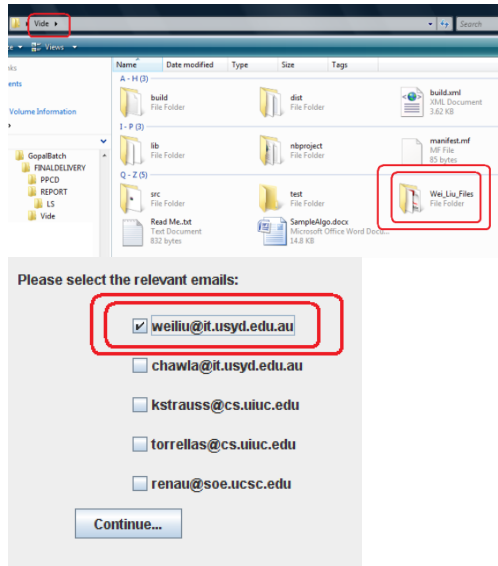 Vide
Search
Views
Name Date modified Type Size Tags
A - H (3)
build
File Folder
dist
File Folder
build.xml
XML Document
3.62 KB
I - P (3)
lib
File Folder
nbproject
File Folder
manifest.mf
MF File
85 bytes
Q - Z (5)
src
File Folder
test
File Folder
Wei_Liu_Files
File Folder
Read Me..txt
Text Document
832 bytes
SampleAlgo.docx
Microsoft Office Word Docu...
14.8 KB
Volume Information
GopalBatch
FINALDELIVERY
PPCD
REPORT
LS
Vide
Please select the relevant emails:
weiliu@it.usyd.edu.au
chawla@it.usyd.edu.au
kstrauss@cs.uiuc.edu
torrellas@cs.uiuc.edu
renau@soe.ucsc.edu
Continue...